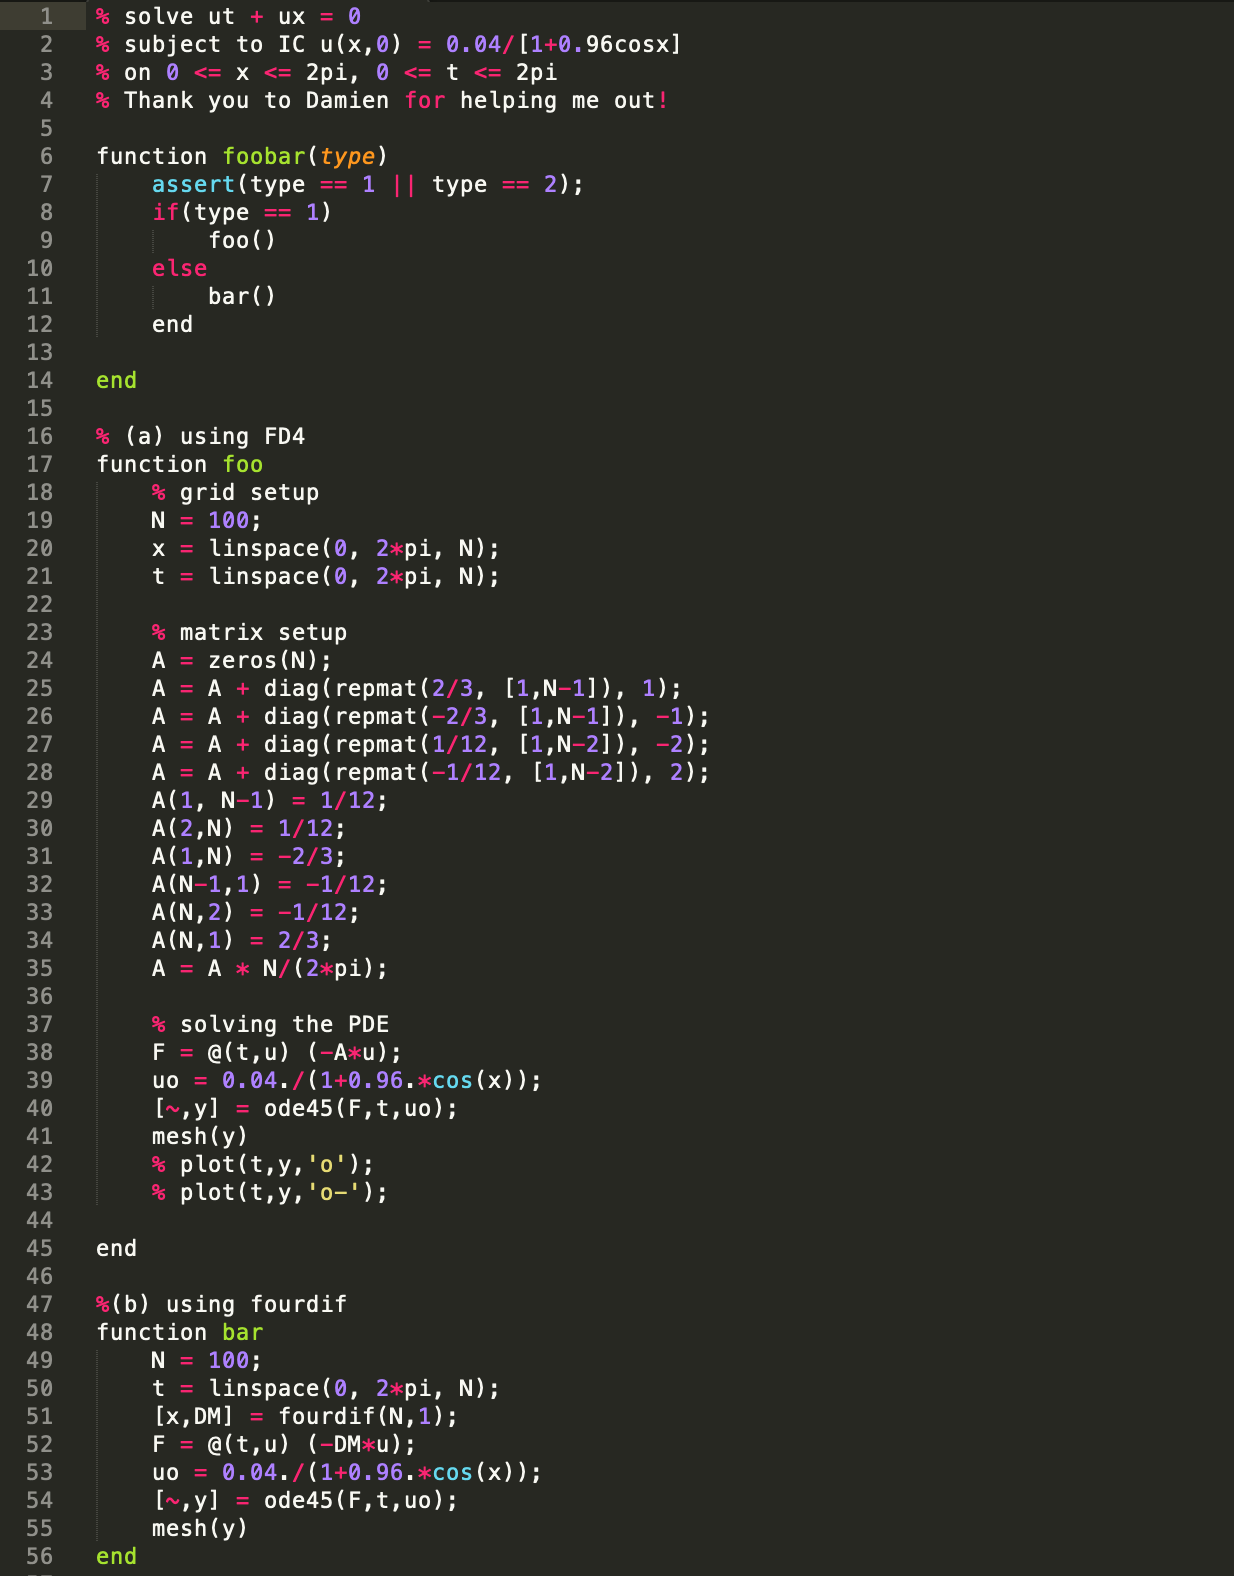 1 % solve ut + ux = 0
2 % subject to IC u(x,0) = 0.04/[1+0.96cosx]
3 % on 0 <= x <= 2pi, 0 <= t <= 2pi
4 % Thank you to Damien for helping me out!
5
6 function foobar(type)
7     assert(type == 1 || type == 2);
8     if(type == 1)
9         foo()
10     else
11         bar()
12     end
13
14 end
15
16 % (a) using FD4
17 function foo
18     % grid setup
19     N = 100;
20     x = linspace(0, 2*pi, N);
21     t = linspace(0, 2*pi, N);
22
23     % matrix setup
24     A = zeros(N);
25     A = A + diag(repmat(2/3, [1,N-1]), 1);
26     A = A + diag(repmat(-2/3, [1,N-1]), -1);
27     A = A + diag(repmat(1/12, [1,N-2]), -2);
28     A = A + diag(repmat(-1/12, [1,N-2]), 2);
29     A(1, N-1) = 1/12;
30     A(2,N) = 1/12;
31     A(1,N) = -2/3;
32     A(N-1,1) = -1/12;
33     A(N,2) = -1/12;
34     A(N,1) = 2/3;
35     A = A * N/(2*pi);
36
37     % solving the PDE
38     F = @(t,u) (-A*u);
39     uo = 0.04./(1+0.96.*cos(x));
40     [~,y] = ode45(F,t,uo);
41     mesh(y)
42     % plot(t,y,'o');
43     % plot(t,y,'o-');
44
45 end
46
47 %(b) using fourdif
48 function bar
49     N = 100;
50     t = linspace(0, 2*pi, N);
51     [x,DM] = fourdif(N,1);
52     F = @(t,u) (-DM*u);
53     uo = 0.04./(1+0.96.*cos(x));
54     [~,y] = ode45(F,t,uo);
55     mesh(y)
56 end